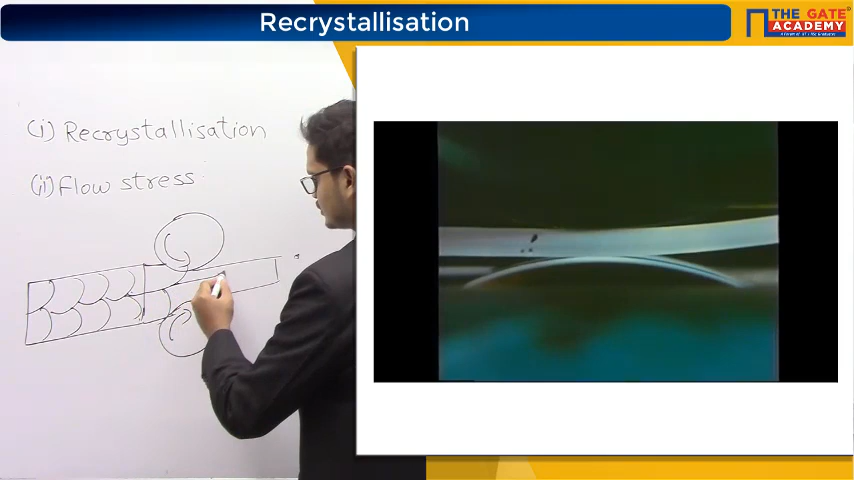 Recrystallisation
THE GATE
ACADEMY
(i) Recrystallisation
(ii) Flow stress